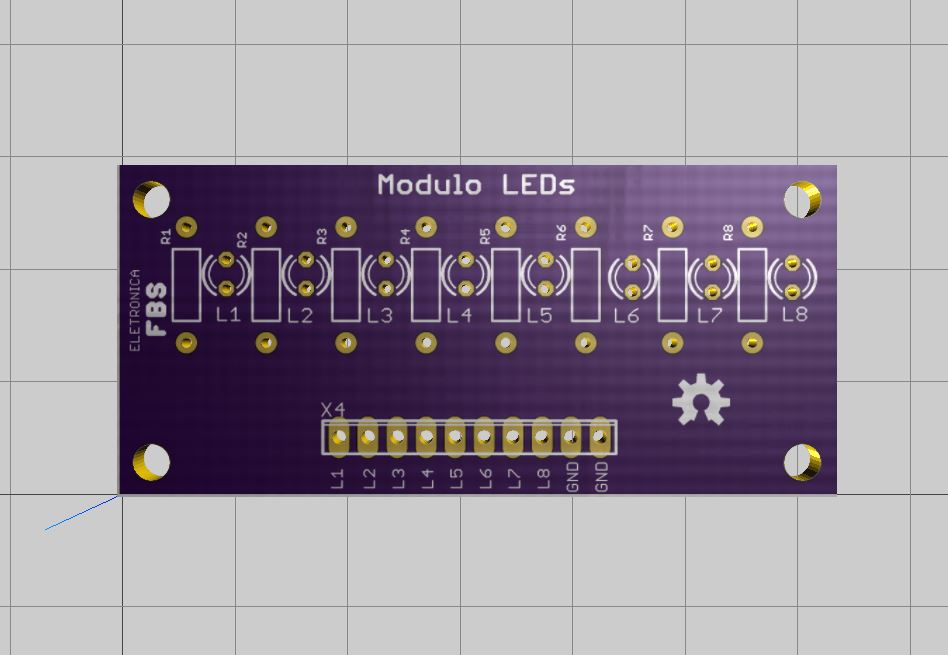 Modulo LEDs
R1 R2 R3 R4 R5 R6 R7 R8
L1 L2 L3 L4 L5 L6 L7 L8
ELETRONICA
FBS
X4
L1 L2 L3 L4 L5 L6 L7 L8 GND GND